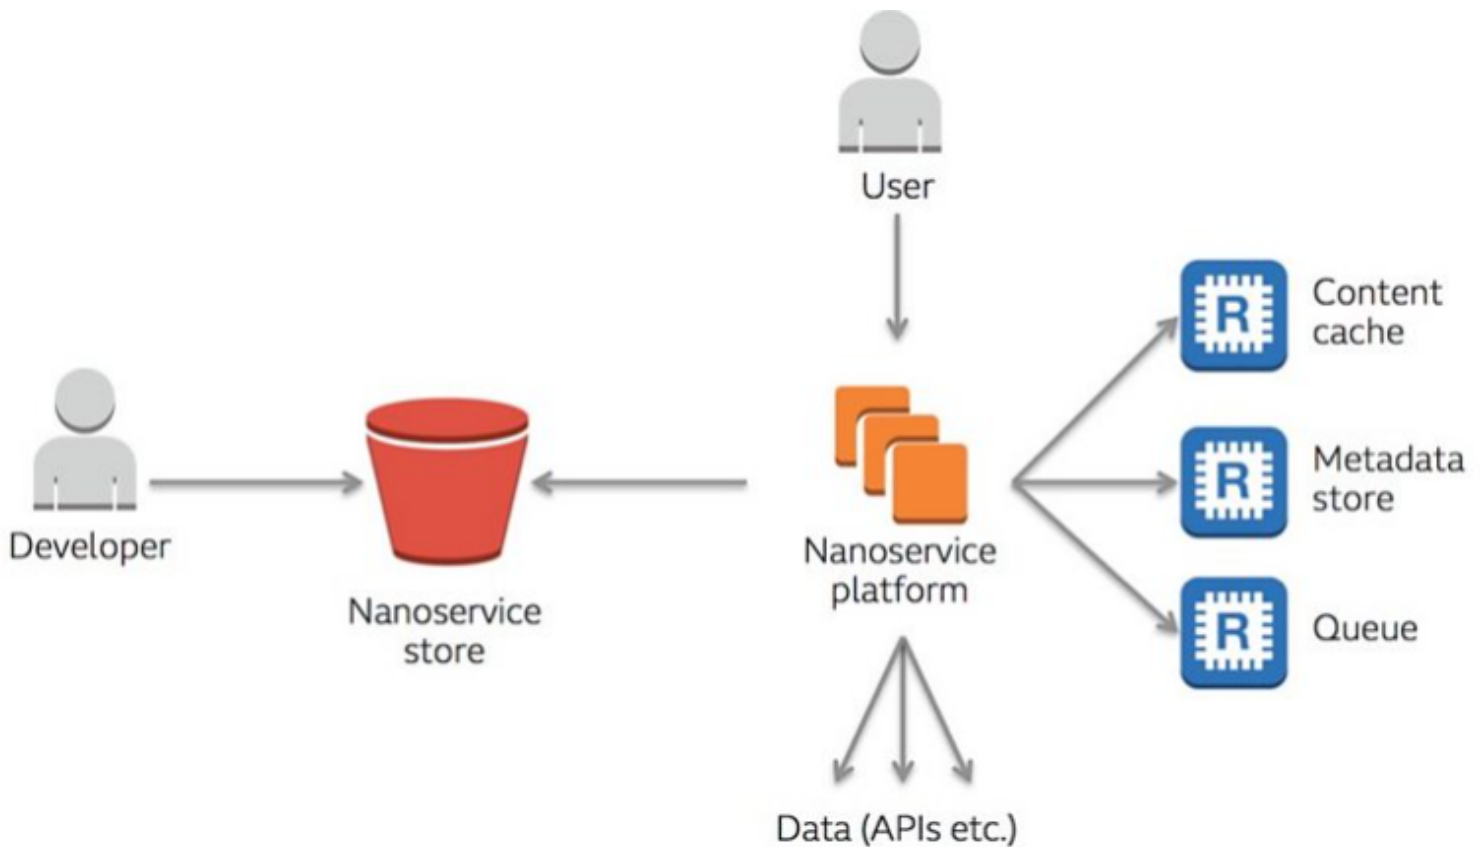 User
R
Content
cache
Developer
Nanoservice
store
Nanoservice
platform
R
Metadata
store
R
Queue
Data (APIs etc.)